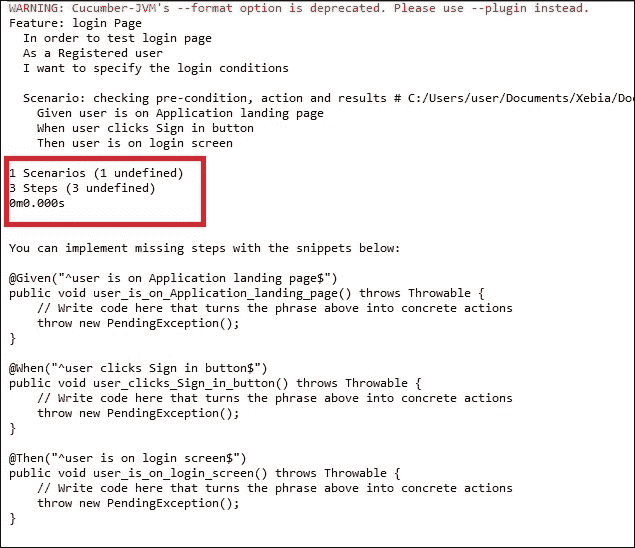 WARNING: Cucumber-JVM's --format option is deprecated. Please use --plugin instead.
Feature: login Page
In order to test login page
As a Registered user
I want to specify the login conditions
Scenario: checking pre-condition, action and results # C:/Users/user/Documents/Xebia/Doc
Given user is on Application landing page
When user clicks Sign in button
Then user is on login screen
1 Scenarios (1 undefined)
3 Steps (3 undefined)
0m0.000s
You can implement missing steps with the snippets below:
@Given("^user is on Application landing page$")
public void user_is_on_Application_landing_page() throws Throwable {
// Write code here that turns the phrase above into concrete actions
throw new PendingException();
}
@When("^user clicks Sign in button$")
public void user_clicks_Sign_in_button() throws Throwable {
// Write code here that turns the phrase above into concrete actions
throw new PendingException();
}
@Then("^user is on login screen$")
public void user_is_on_login_screen() throws Throwable {
// Write code here that turns the phrase above into concrete actions
throw new PendingException();
}